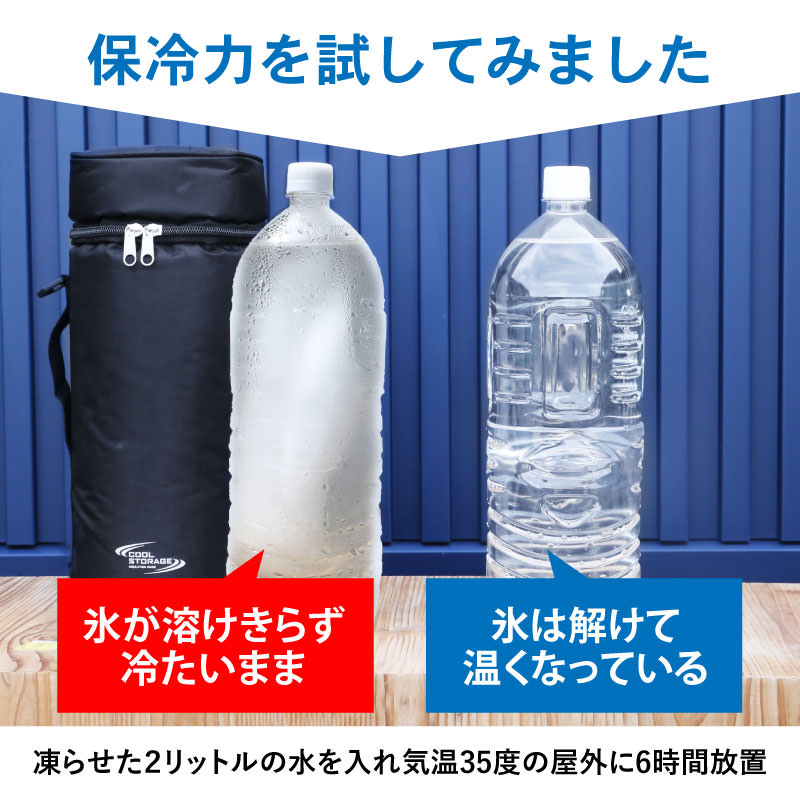 保冷力を試してみました
COOL
STORAGE
氷が溶けきらず
冷たいまま
氷は解けて
温くなっている
凍らせた2リットルの水を入れ気温35度の屋外に6時間放置